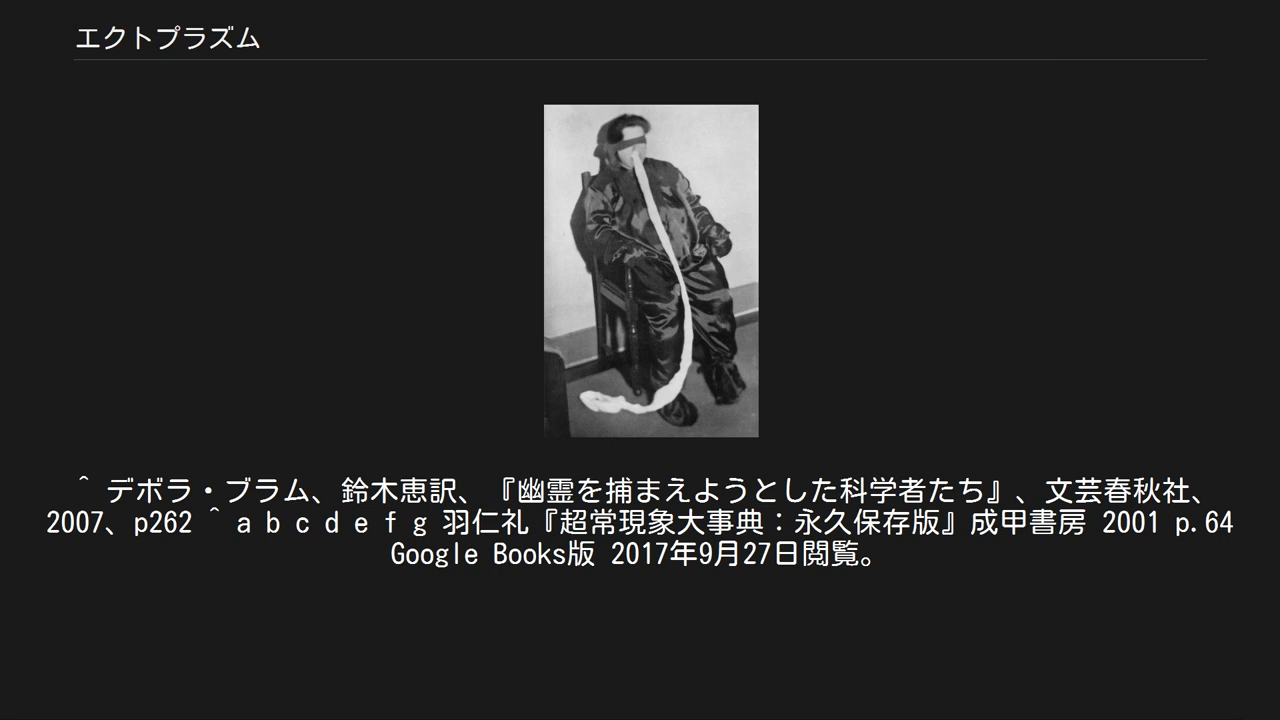 エクトプラズム
^ デボラ・ブラム、鈴木恵訳、『幽霊を捕まえようとした科学者たち』、文芸春秋社、
2007、p262 ^ a b c d e f g 羽仁礼『超常現象大事典：永久保存版』成甲書房 2001 p.64
Google Books版 2017年9月27日閲覧。